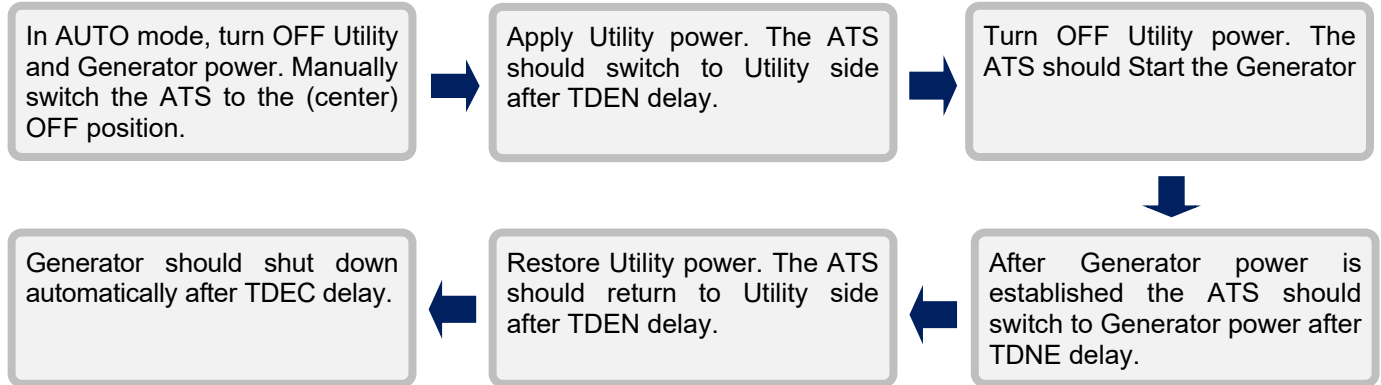 In AUTO mode, turn OFF Utility
and Generator power. Manually
switch the ATS to the (center)
OFF position.
Apply Utility power. The ATS
should switch to Utility side
after TDEN delay.
Turn OFF Utility power. The
ATS should Start the Generator
After Generator power is
established the ATS should
switch to Generator power after
TDNE delay.
Restore Utility power. The ATS
should return to Utility side
after TDEN delay.
Generator should shut down
automatically after TDEC delay.